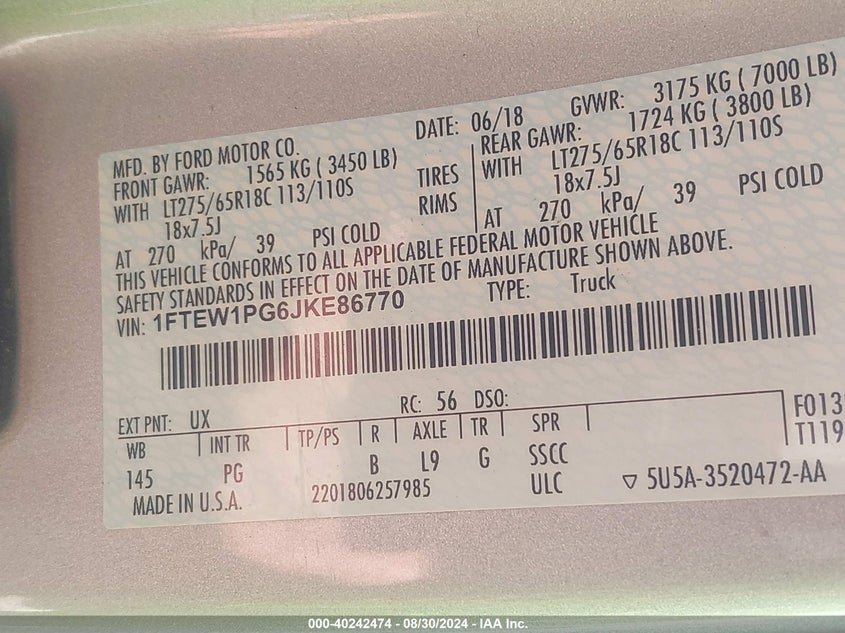 MFD. BY FORD MOTOR CO.
DATE: 06/18 GVWR: 3175 KG ( 7000 LB)
FRONT GAWR: 1565 KG ( 3450 LB)
REAR GAWR: 1724 KG ( 3800 LB)
WITH LT275/65R18C 113/110S TIRES WITH LT275/65R18C 113/110S
18x7.5J RIMS 18x7.5J
AT 270 kPa/ 39 PSI COLD AT 270 kPa/ 39 PSI COLD
THIS VEHICLE CONFORMS TO ALL APPLICABLE FEDERAL MOTOR VEHICLE
SAFETY STANDARDS IN EFFECT ON THE DATE OF MANUFACTURE SHOWN ABOVE.
VIN: 1FTEW1PG6JKE86770 TYPE: Truck
EXT PNT: UX RC: 56 DSO:
WB INT TR TP/PS R AXLE TR SPR F013
T119
145 PG B L9 G SSCC
MADE IN U.S.A. 2201806257985 ULC ▽ 5U5A-3520472-AA
000-40242474 - 08/30/2024 - IAA Inc.